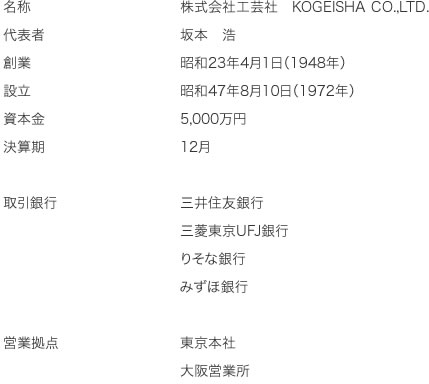 名称 株式会社工芸社 KOGEISHA CO.,LTD.
代表者 坂本 浩
創業 昭和23年4月1日(1948年)
設立 昭和47年8月10日(1972年)
資本金 5,000万円
決算期 12月
取引銀行 三井住友銀行
三菱東京UFJ銀行
りそな銀行
みずほ銀行
営業拠点 東京本社
大阪営業所